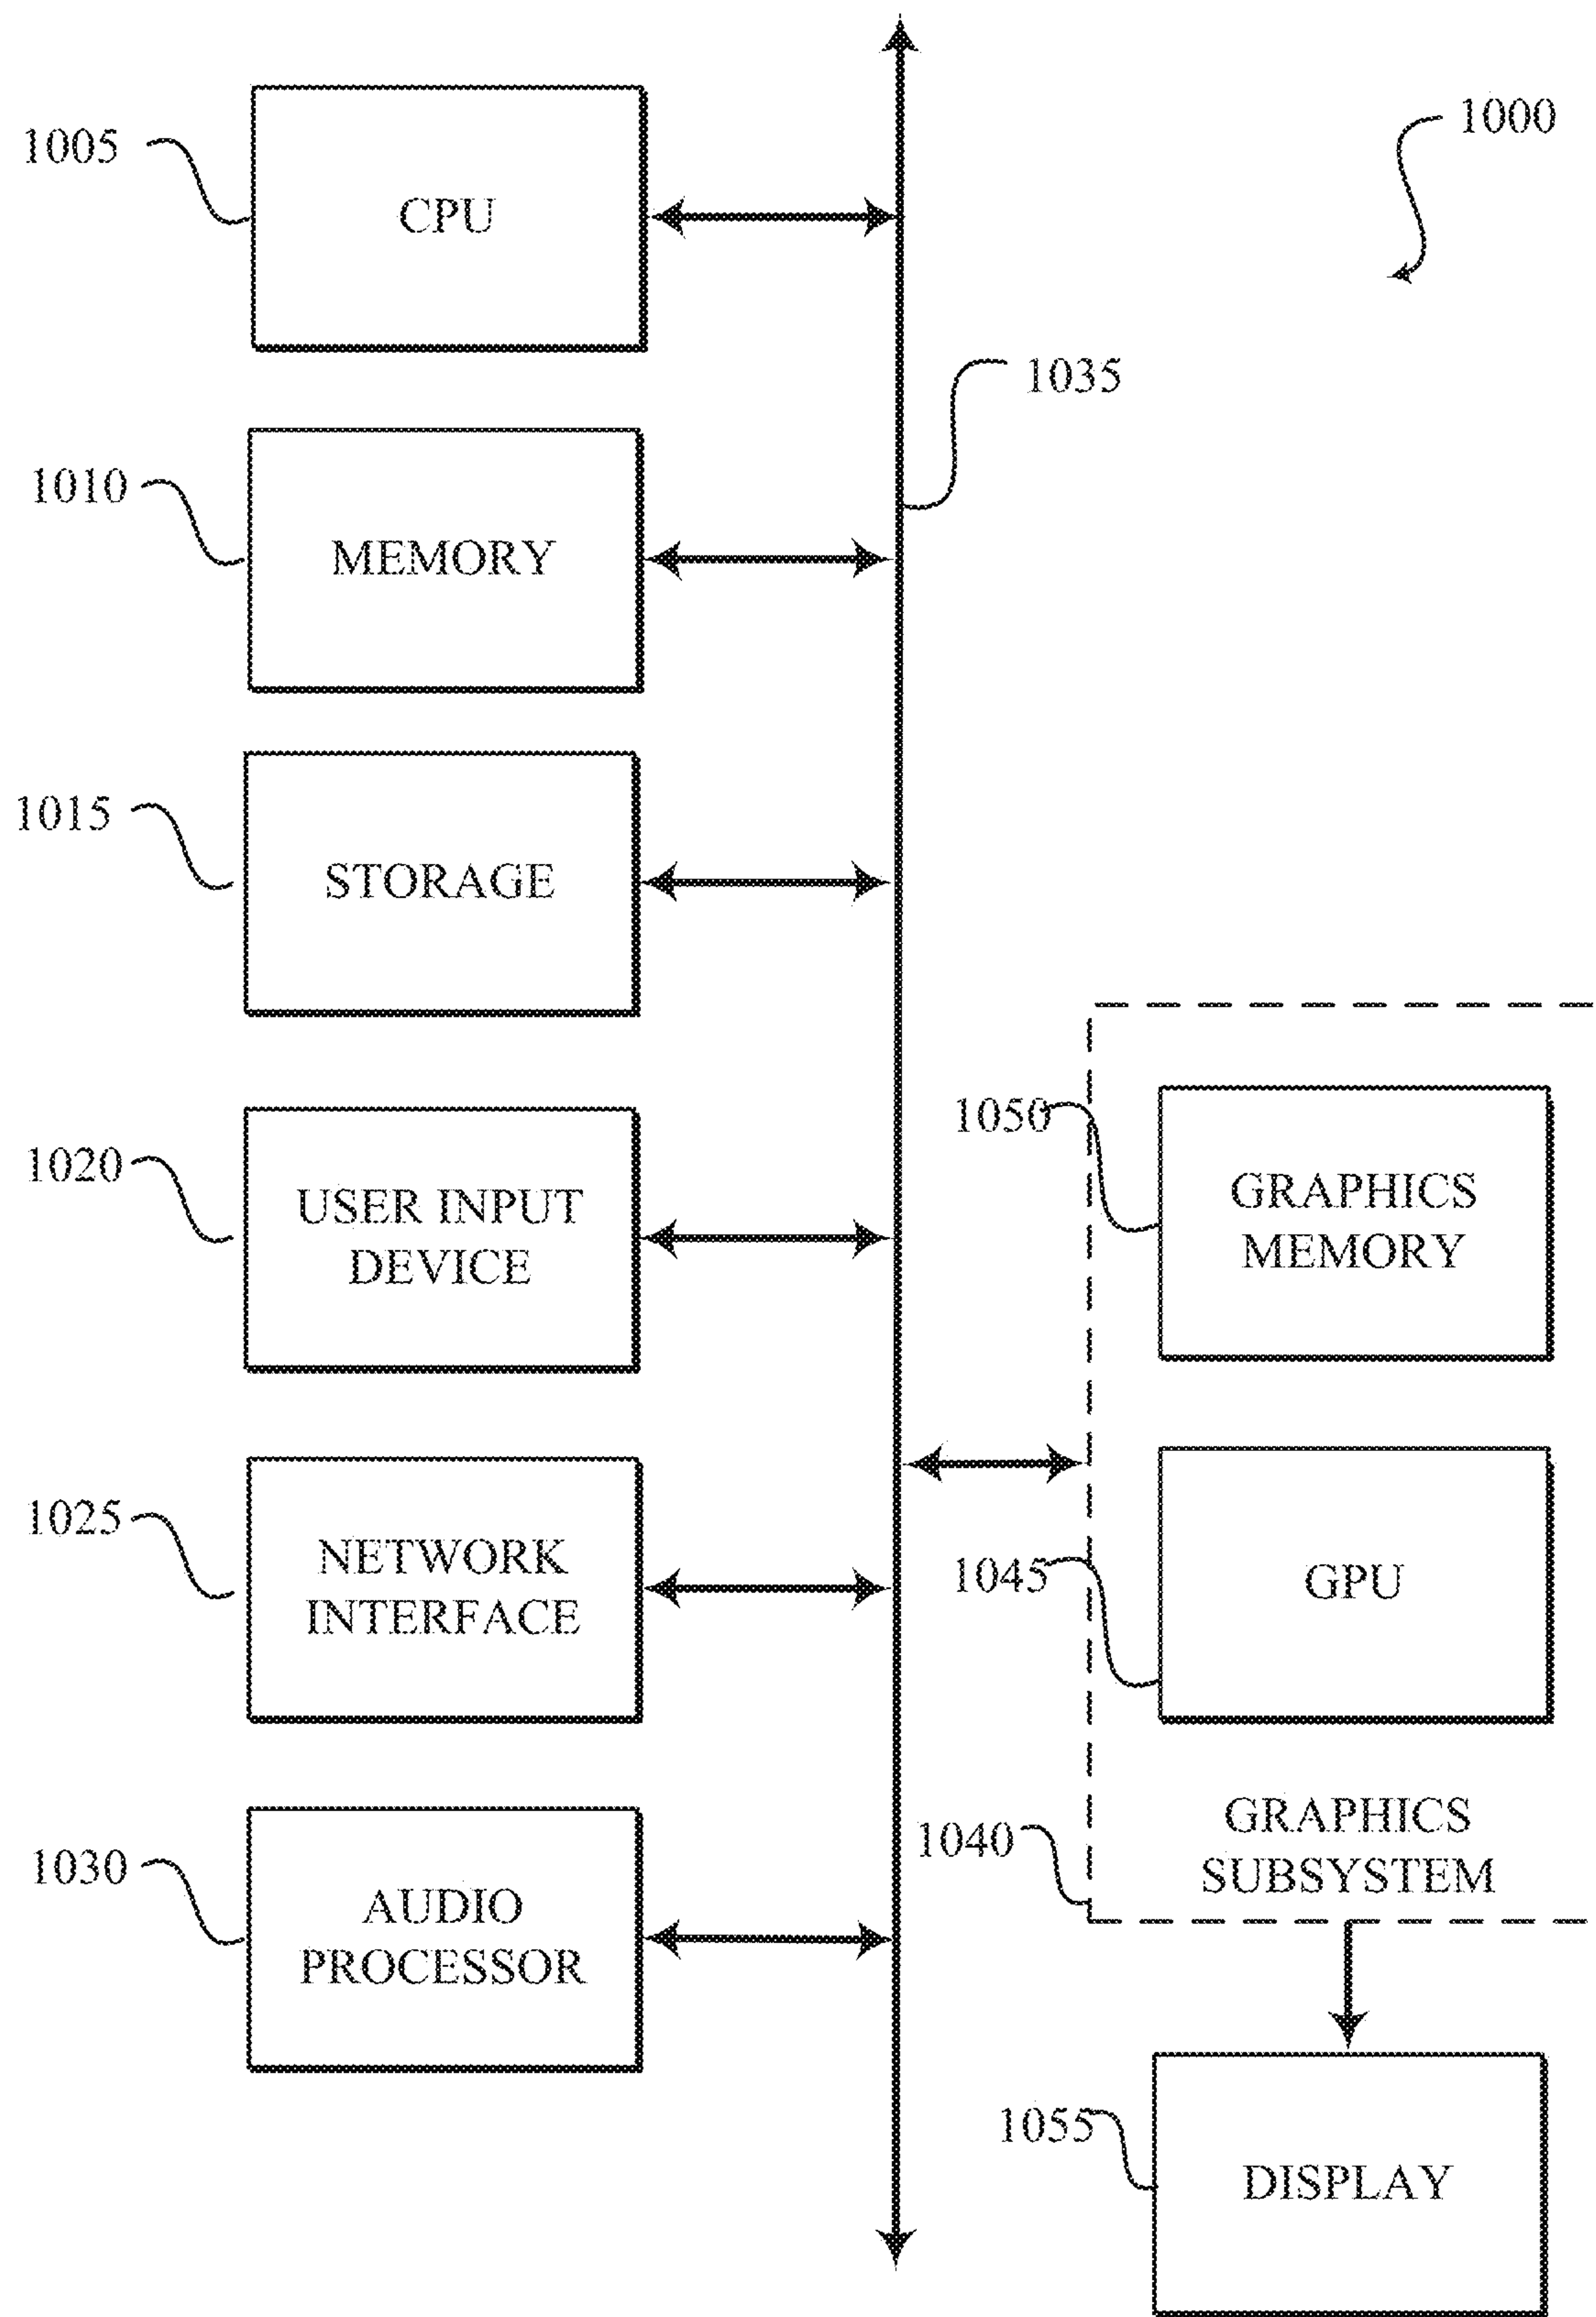 1000
1005
CPU
1035
1010
MEMORY
1015
STORAGE
1020
USER INPUT
DEVICE
1050
GRAPHICS
MEMORY
1025
NETWORK
INTERFACE
1045
GPU
1030
AUDIO
PROCESSOR
1040
GRAPHICS
SUBSYSTEM
1055
DISPLAY